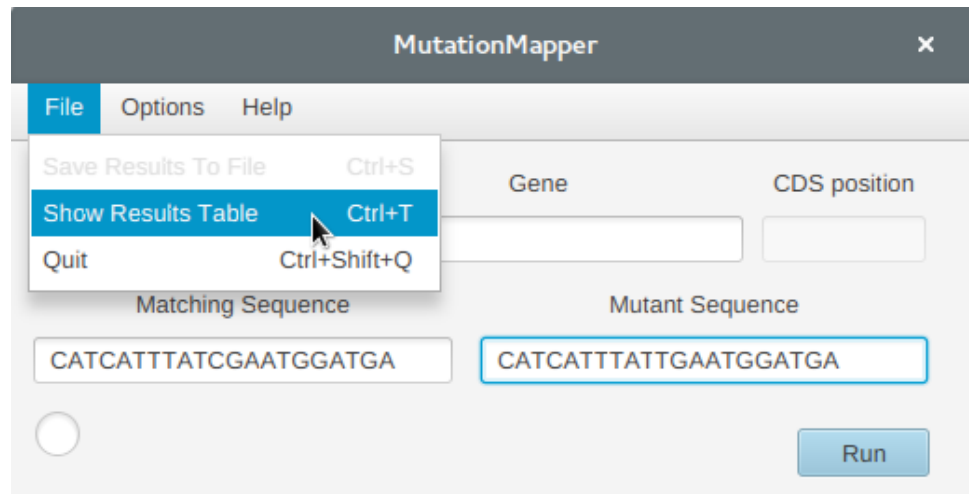 MutationMapper ×
File Options Help
Save Results To File Ctrl+S
Gene CDS position
Show Results Table Ctrl+T
Quit Ctrl+Shift+Q
Matching Sequence Mutant Sequence
CATCATTTATCGAATGGATGA CATCATTTATTGAATGGATGA
Run